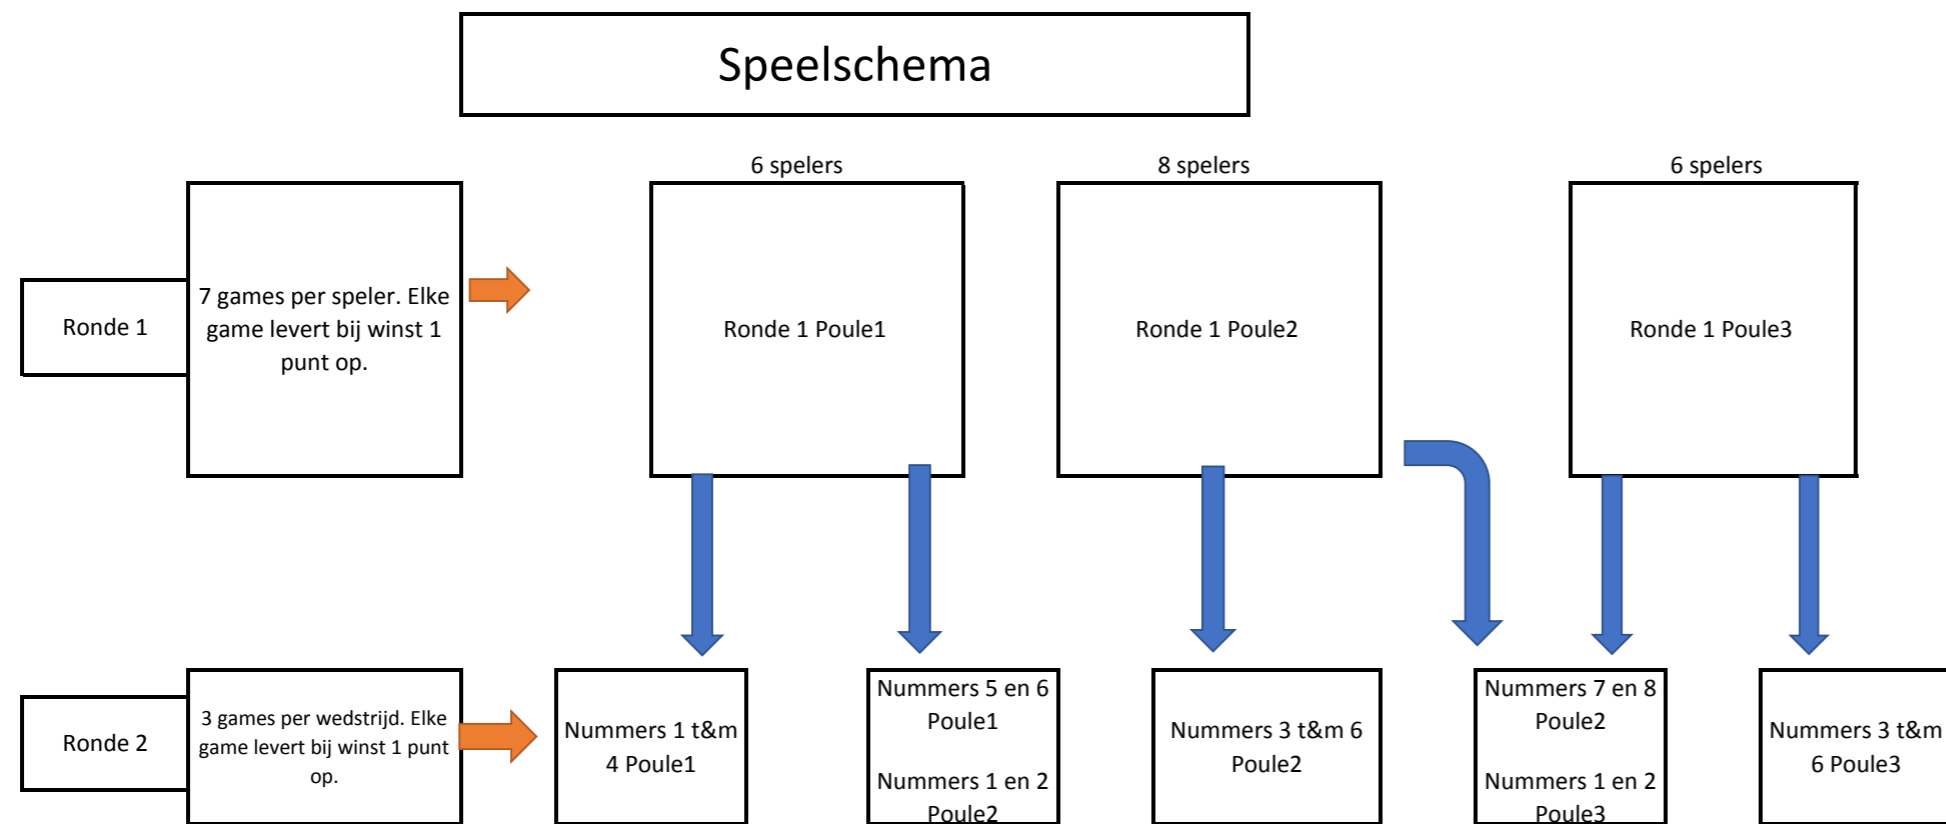 Speelschema
6 spelers
8 spelers
6 spelers
Ronde 1
7 games per speler. Elke
game levert bij winst 1
punt op.
Ronde 1 Poule1
Ronde 1 Poule2
Ronde 1 Poule3
Ronde 2
3 games per wedstrijd. Elke
game levert bij winst 1 punt
op.
Nummers 1 t&m
4 Poule1
Nummers 5 en 6
Poule1
Nummers 1 en 2
Poule2
Nummers 3 t&m 6
Poule2
Nummers 7 en 8
Poule2
Nummers 1 en 2
Poule3
Nummers 3 t&m
6 Poule3